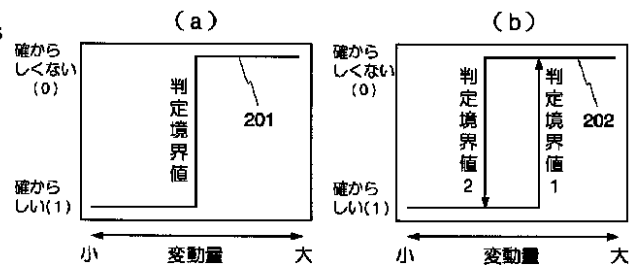 (a)
確から
しくない
(0)
判定境界値
201
確から
しい(1)
小 変動量 大
(b)
確から
しくない
(0)
判定境界値2
判定境界値1
202
確から
しい(1)
小 変動量 大